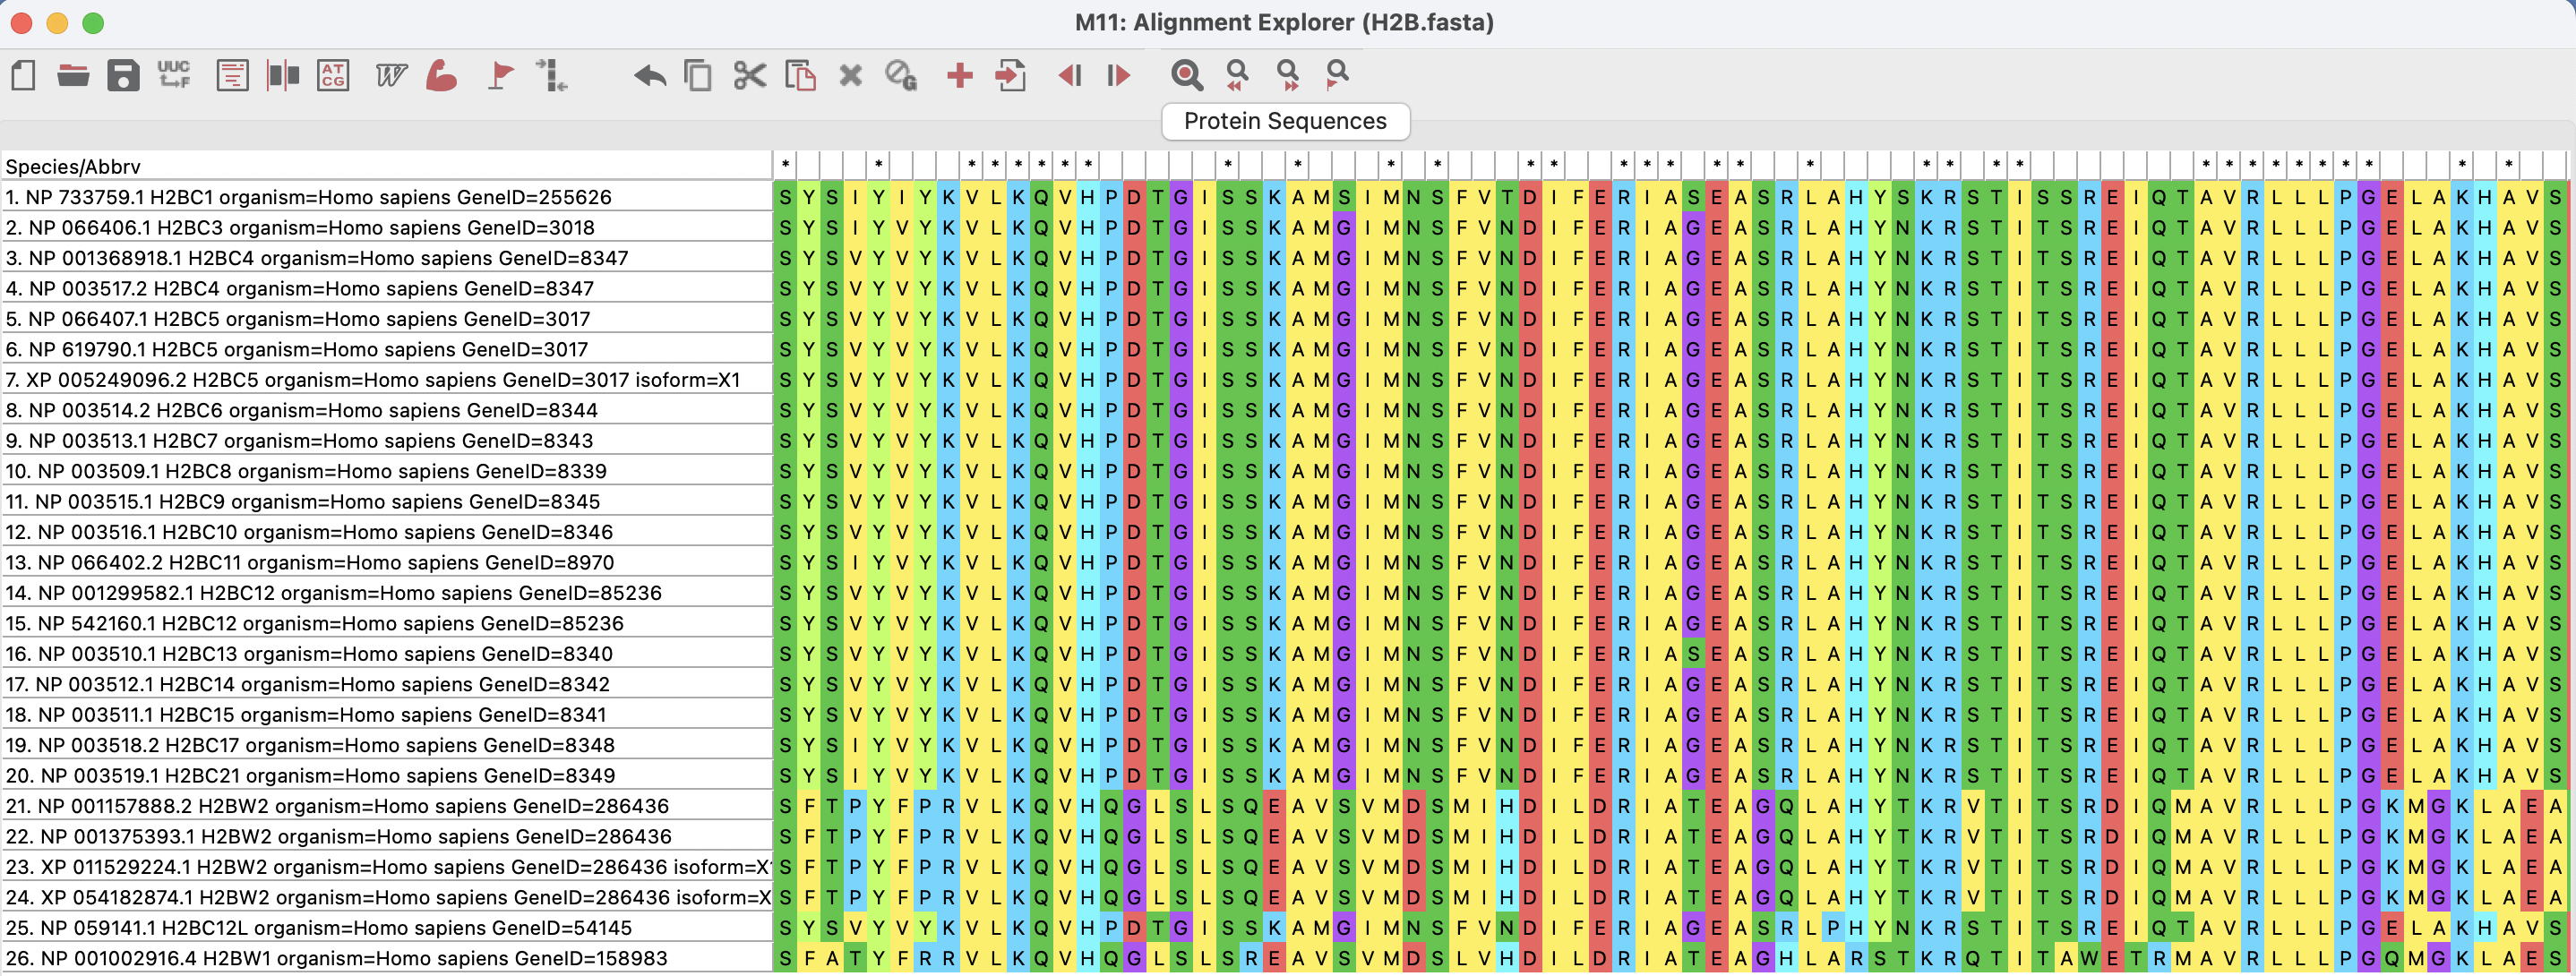 M11: Alignment Explorer (H2B.fasta)
UUC F AT CG W G
Protein Sequences
Species/Abbrv * * * * * * * * * * * * * * * * * * * * * * * * * * * * * * * * * *
1. NP 733759.1 H2BC1 organism=Homo sapiens GeneID=255626 S Y S I Y I Y K V L K Q V H P D T G I S S K A M S I M N S F V T D I F E R I A S E A S R L A H Y S K R S T I S S R E I Q T A V R L L L P G E L A K H A V S
2. NP 066406.1 H2BC3 organism=Homo sapiens GeneID=3018 S Y S I Y V Y K V L K Q V H P D T G I S S K A M G I M N S F V N D I F E R I A G E A S R L A H Y N K R S T I T S R E I Q T A V R L L L P G E L A K H A V S
3. NP 001368918.1 H2BC4 organism=Homo sapiens GeneID=8347 S Y S V Y V Y K V L K Q V H P D T G I S S K A M G I M N S F V N D I F E R I A G E A S R L A H Y N K R S T I T S R E I Q T A V R L L L P G E L A K H A V S
4. NP 003517.2 H2BC4 organism=Homo sapiens GeneID=8347 S Y S V Y V Y K V L K Q V H P D T G I S S K A M G I M N S F V N D I F E R I A G E A S R L A H Y N K R S T I T S R E I Q T A V R L L L P G E L A K H A V S
5. NP 066407.1 H2BC5 organism=Homo sapiens GeneID=3017 S Y S V Y V Y K V L K Q V H P D T G I S S K A M G I M N S F V N D I F E R I A G E A S R L A H Y N K R S T I T S R E I Q T A V R L L L P G E L A K H A V S
6. NP 619790.1 H2BC5 organism=Homo sapiens GeneID=3017 S Y S V Y V Y K V L K Q V H P D T G I S S K A M G I M N S F V N D I F E R I A G E A S R L A H Y N K R S T I T S R E I Q T A V R L L L P G E L A K H A V S
7. XP 005249096.2 H2BC5 organism=Homo sapiens GeneID=3017 isoform=X1 S Y S V Y V Y K V L K Q V H P D T G I S S K A M G I M N S F V N D I F E R I A G E A S R L A H Y N K R S T I T S R E I Q T A V R L L L P G E L A K H A V S
8. NP 003514.2 H2BC6 organism=Homo sapiens GeneID=8344 S Y S V Y V Y K V L K Q V H P D T G I S S K A M G I M N S F V N D I F E R I A G E A S R L A H Y N K R S T I T S R E I Q T A V R L L L P G E L A K H A V S
9. NP 003513.1 H2BC7 organism=Homo sapiens GeneID=8343 S Y S V Y V Y K V L K Q V H P D T G I S S K A M G I M N S F V N D I F E R I A G E A S R L A H Y N K R S T I T S R E I Q T A V R L L L P G E L A K H A V S
10. NP 003509.1 H2BC8 organism=Homo sapiens GeneID=8339 S Y S V Y V Y K V L K Q V H P D T G I S S K A M G I M N S F V N D I F E R I A G E A S R L A H Y N K R S T I T S R E I Q T A V R L L L P G E L A K H A V S
11. NP 003515.1 H2BC9 organism=Homo sapiens GeneID=8345 S Y S V Y V Y K V L K Q V H P D T G I S S K A M G I M N S F V N D I F E R I A G E A S R L A H Y N K R S T I T S R E I Q T A V R L L L P G E L A K H A V S
12. NP 003516.1 H2BC10 organism=Homo sapiens GeneID=8346 S Y S V Y V Y K V L K Q V H P D T G I S S K A M G I M N S F V N D I F E R I A G E A S R L A H Y N K R S T I T S R E I Q T A V R L L L P G E L A K H A V S
13. NP 066402.2 H2BC11 organism=Homo sapiens GeneID=8970 S Y S I Y V Y K V L K Q V H P D T G I S S K A M G I M N S F V N D I F E R I A G E A S R L A H Y N K R S T I T S R E I Q T A V R L L L P G E L A K H A V S
14. NP 001299582.1 H2BC12 organism=Homo sapiens GeneID=85236 S Y S V Y V Y K V L K Q V H P D T G I S S K A M G I M N S F V N D I F E R I A G E A S R L A H Y N K R S T I T S R E I Q T A V R L L L P G E L A K H A V S
15. NP 542160.1 H2BC12 organism=Homo sapiens GeneID=85236 S Y S V Y V Y K V L K Q V H P D T G I S S K A M G I M N S F V N D I F E R I A G E A S R L A H Y N K R S T I T S R E I Q T A V R L L L P G E L A K H A V S
16. NP 003510.1 H2BC13 organism=Homo sapiens GeneID=8340 S Y S V Y V Y K V L K Q V H P D T G I S S K A M G I M N S F V N D I F E R I A S E A S R L A H Y N K R S T I T S R E I Q T A V R L L L P G E L A K H A V S
17. NP 003512.1 H2BC14 organism=Homo sapiens GeneID=8342 S Y S V Y V Y K V L K Q V H P D T G I S S K A M G I M N S F V N D I F E R I A G E A S R L A H Y N K R S T I T S R E I Q T A V R L L L P G E L A K H A V S
18. NP 003511.1 H2BC15 organism=Homo sapiens GeneID=8341 S Y S V Y V Y K V L K Q V H P D T G I S S K A M G I M N S F V N D I F E R I A G E A S R L A H Y N K R S T I T S R E I Q T A V R L L L P G E L A K H A V S
19. NP 003518.2 H2BC17 organism=Homo sapiens GeneID=8348 S Y S I Y V Y K V L K Q V H P D T G I S S K A M G I M N S F V N D I F E R I A G E A S R L A H Y N K R S T I T S R E I Q T A V R L L L P G E L A K H A V S
20. NP 003519.1 H2BC21 organism=Homo sapiens GeneID=8349 S Y S I Y V Y K V L K Q V H P D T G I S S K A M G I M N S F V N D I F E R I A G E A S R L A H Y N K R S T I T S R E I Q T A V R L L L P G E L A K H A V S
21. NP 001157888.2 H2BW2 organism=Homo sapiens GeneID=286436 S F T P Y F P R V L K Q V H Q G L S L S Q E A V S V M D S M I H D I L D R I A T E A G Q L A H Y T K R V T I T S R D I Q M A V R L L L P G K M G K L A E A
22. NP 001375393.1 H2BW2 organism=Homo sapiens GeneID=286436 S F T P Y F P R V L K Q V H Q G L S L S Q E A V S V M D S M I H D I L D R I A T E A G Q L A H Y T K R V T I T S R D I Q M A V R L L L P G K M G K L A E A
23. XP 011529224.1 H2BW2 organism=Homo sapiens GeneID=286436 isoform=X S F T P Y F P R V L K Q V H Q G L S L S Q E A V S V M D S M I H D I L D R I A T E A G Q L A H Y T K R V T I T S R D I Q M A V R L L L P G K M G K L A E A
24. XP 054182874.1 H2BW2 organism=Homo sapiens GeneID=286436 isoform=X S F T P Y F P R V L K Q V H Q G L S L S Q E A V S V M D S M I H D I L D R I A T E A G Q L A H Y T K R V T I T S R D I Q M A V R L L L P G K M G K L A E A
25. NP 059141.1 H2BC12L organism=Homo sapiens GeneID=54145 S Y S V Y V Y K V L K Q V H P D T G I S S K A M G I M N S F V N D I F E R I A G E A S R L P H Y N K R S T I T S R E I Q T A V R L L L P G E L A K H A V S
26. NP 001002916.4 H2BW1 organism=Homo sapiens GeneID=158983 S F A T Y F R R V L K Q V H Q G L S L S R E A V S V M D S L V H D I L D R I A T E A G H L A R S T K R Q T I T A W E T R M A V R L L L P G Q M G K L A E S